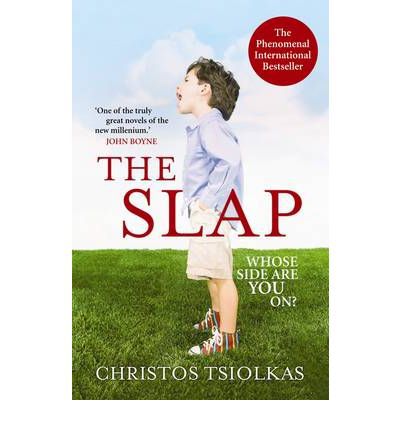 The
Phenomenal
International
Bestseller
‘One of the truly
great novels of the
new millenium.’
JOHN BOYNE
THE
SLAP
WHOSE
SIDE ARE
YOU
ON?
CHRISTOS TSIOLKAS